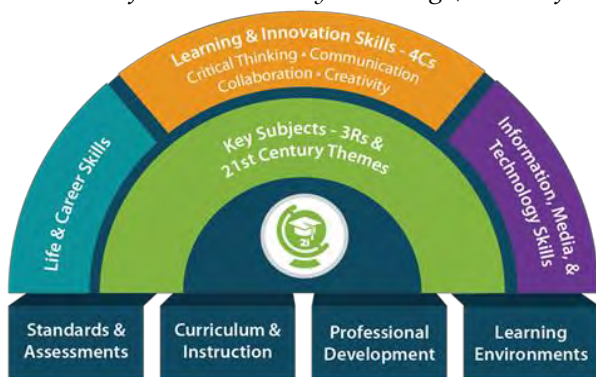 Learning & Innovation Skills - 4Cs
Critical Thinking • Communication
Collaboration • Creativity
Key Subjects - 3Rs &
21st Century Themes
Life & Career Skills
Information, Media, &
Technology Skills
21
Standards &
Assessments
Curriculum &
Instruction
Professional
Development
Learning
Environments